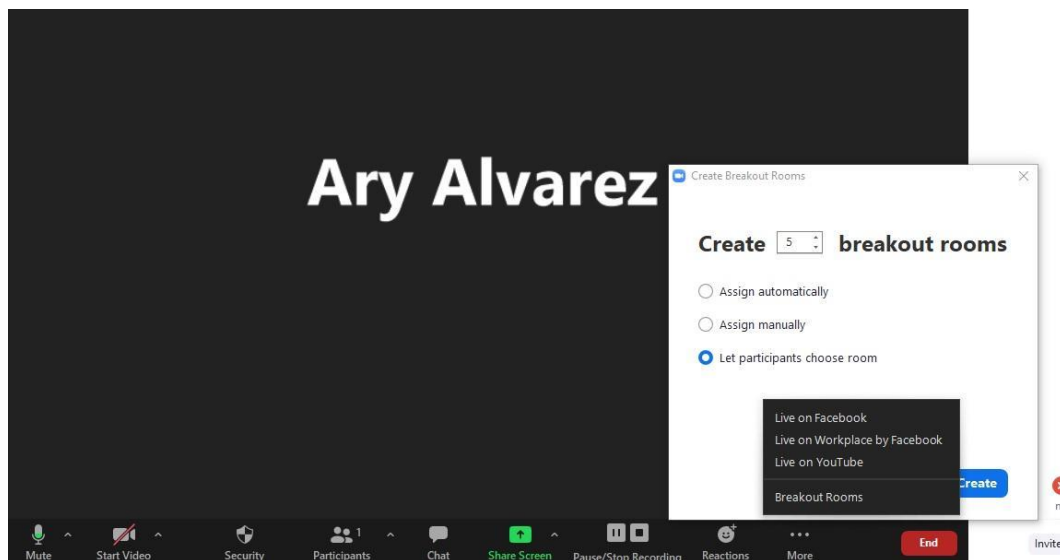 Ary Alvarez
Create Breakout Rooms
Create 5 breakout rooms
Assign automatically
Assign manually
Let participants choose room
Live on Facebook
Live on Workplace by Facebook
Live on YouTube
Create
Breakout Rooms
1
Mute
Start Video
Security
Participants
Chat
Share Screen
Pause/Stop Recording
Reactions
More
End
Invite